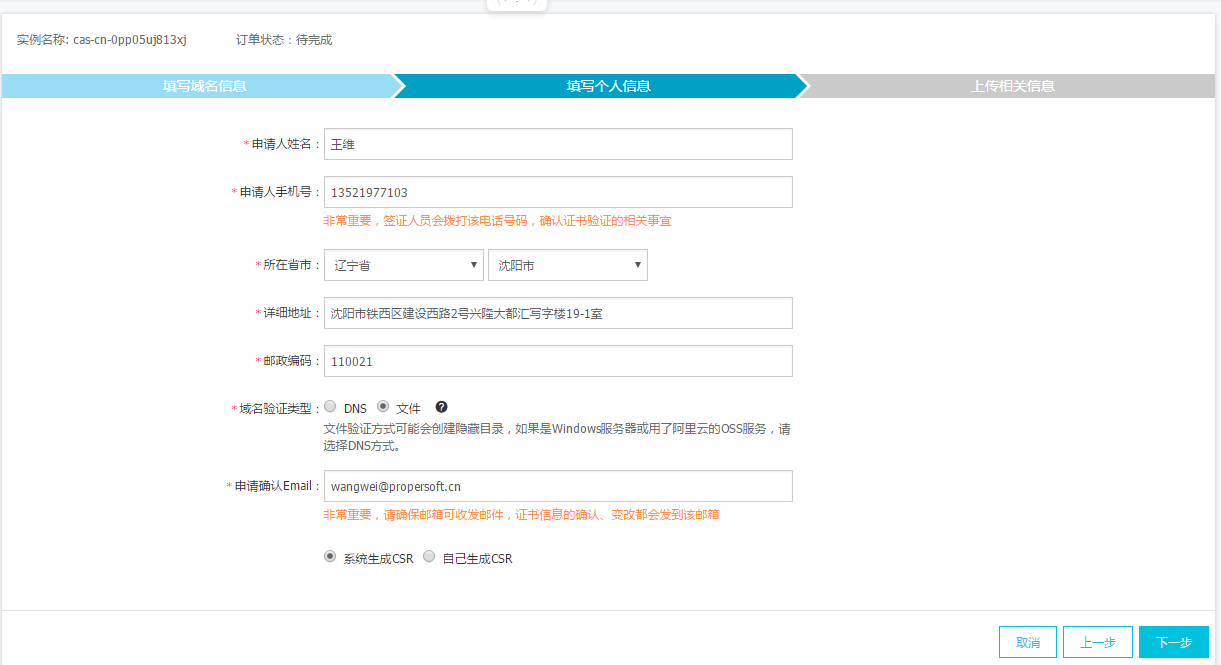 实例名称: cas-cn-0pp05uj813xj 订单状态：待完成
填写域名信息 填写个人信息 上传相关信息
*申请人姓名： 王维
*申请人手机号： 13521977103
非常重要，签证人员会拨打该电话号码，确认证书验证的相关事宜
*所在省市： 辽宁省 沈阳市
*详细地址： 沈阳市铁西区建设西路2号兴隆大都汇写字楼19-1室
*邮政编码： 110021
*域名验证类型： DNS 文件 ?
文件验证方式可能会创建隐藏目录，如果是Windows服务器或用了阿里云的OSS服务，请
选择DNS方式。
*申请确认Email： wangwei@propersoft.cn
非常重要，请确保邮箱可收发邮件，证书信息的确认、变改都会发到该邮箱
系统生成CSR 自己生成CSR
取消 上一步 下一步